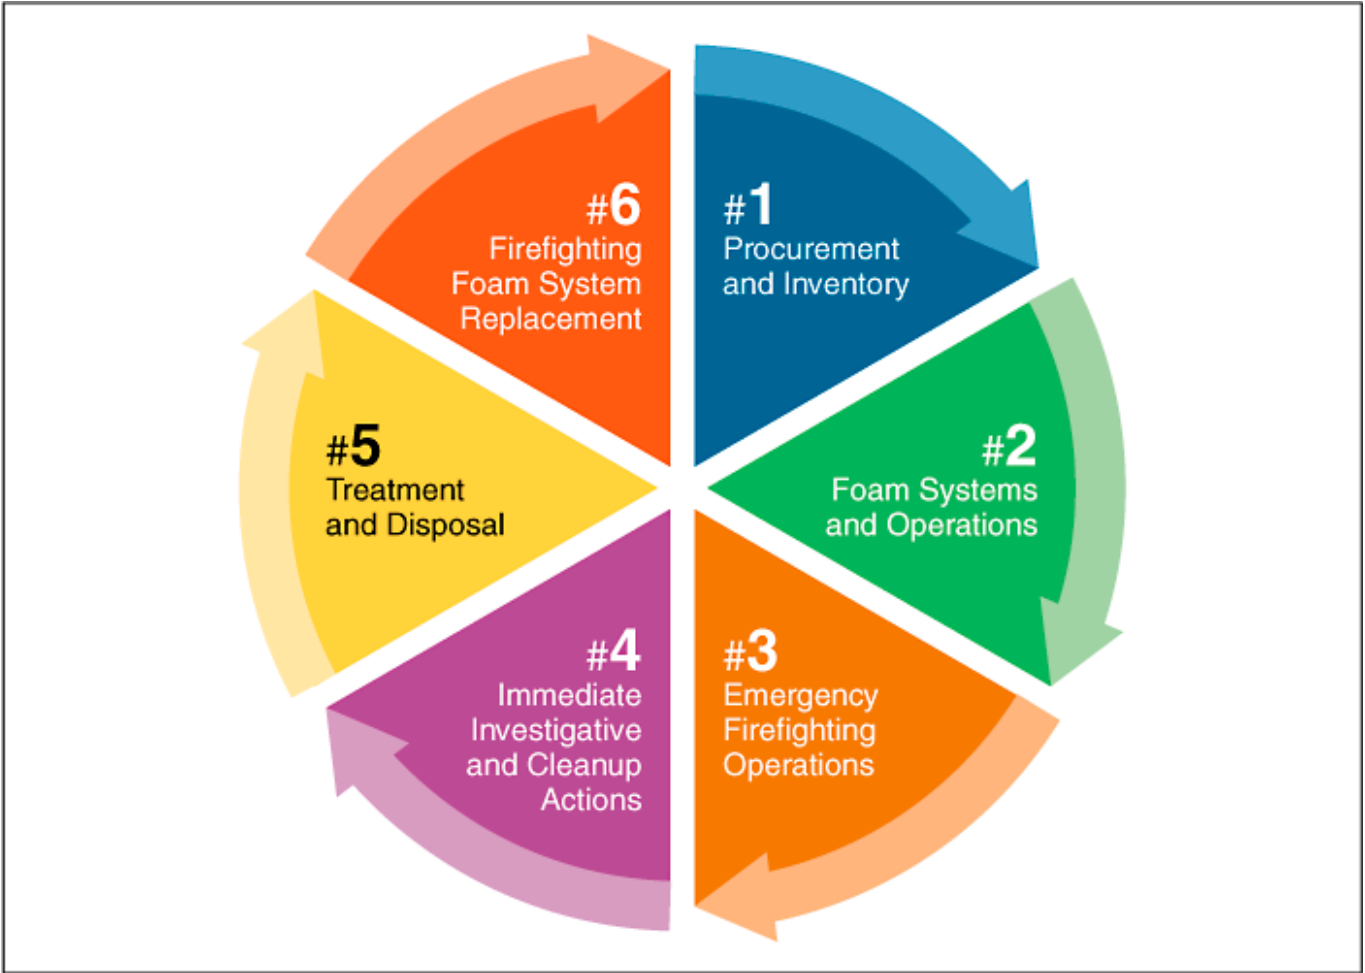 #1
Procurement
and Inventory
#2
Foam Systems
and Operations
#3
Emergency
Firefighting
Operations
#4
Immediate
Investigative
and Cleanup
Actions
#5
Treatment
and Disposal
#6
Firefighting
Foam System
Replacement